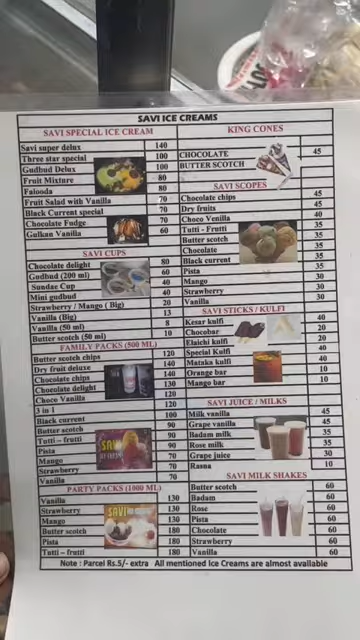 SAVI ICE CREAMS
SAVI SPECIAL ICE CREAM
Savi super delux 140
Three star special 100
Gudbud Delux 100
Fruit Mixture 80
Falooda 80
Fruit Salad with Vanilla 70
Black Current special 70
Chocolate Fudge 70
Gulkan Vanilla 60
SAVI CUPS
Chocolate delight 80
Gudbud (200 ml) 60
Sundae Cup 40
Mini gudbud 40
Strawberry / Mango ( Big) 20
Vanilla (Big) 13
Vanilla (50 ml) 8
Butter scotch (50 ml) 10
FAMILY PACKS (500 ML)
Butter scotch chips 120
Dry fruit deluxe 140
Chocolate chips 140
Chocolate delight 130
Choco Vanilla 120
3 in 1 120
Black current 100
Butter scotch 90
Tutti – frutti 90
Pista 90
Mango 70
Strawberry 70
Vanilla 70
PARTY PACKS (1000 ML)
Vanilla 130
Strawberry 130
Mango 130
Butter scotch 180
Pista 180
Tutti – frutti 180
KING CONES
CHOCOLATE 45
BUTTER SCOTCH
SAVI SCOPES
Chocolate chips 45
Dry fruits 45
Choco Venilla 40
Tutti - Frutti 35
Butter scotch 35
Chocolate 35
Black current 35
Pista 35
Mango 30
Strawberry 30
Vanilla 30
SAVI STICKS / KULFI
Kesar kulfi 40
Chocobar 20
Elaichi kulfi
Special Kulfi 40
Mataka kulfi 40
Orange bar 10
Mango bar 10
SAVI JUICE / MILKS
Milk vanilla 45
Grape vanilla 45
Badam milk 35
Rose milk 35
Grape juice 30
Rasna 10
SAVI MILK SHAKES
Butter scotch 60
Badam 60
Rose 60
Pista 60
Chocolate 60
Strawberry 60
Vanilla 60
Note : Parcel Rs.5/- extra All mentioned Ice Creams are almost available